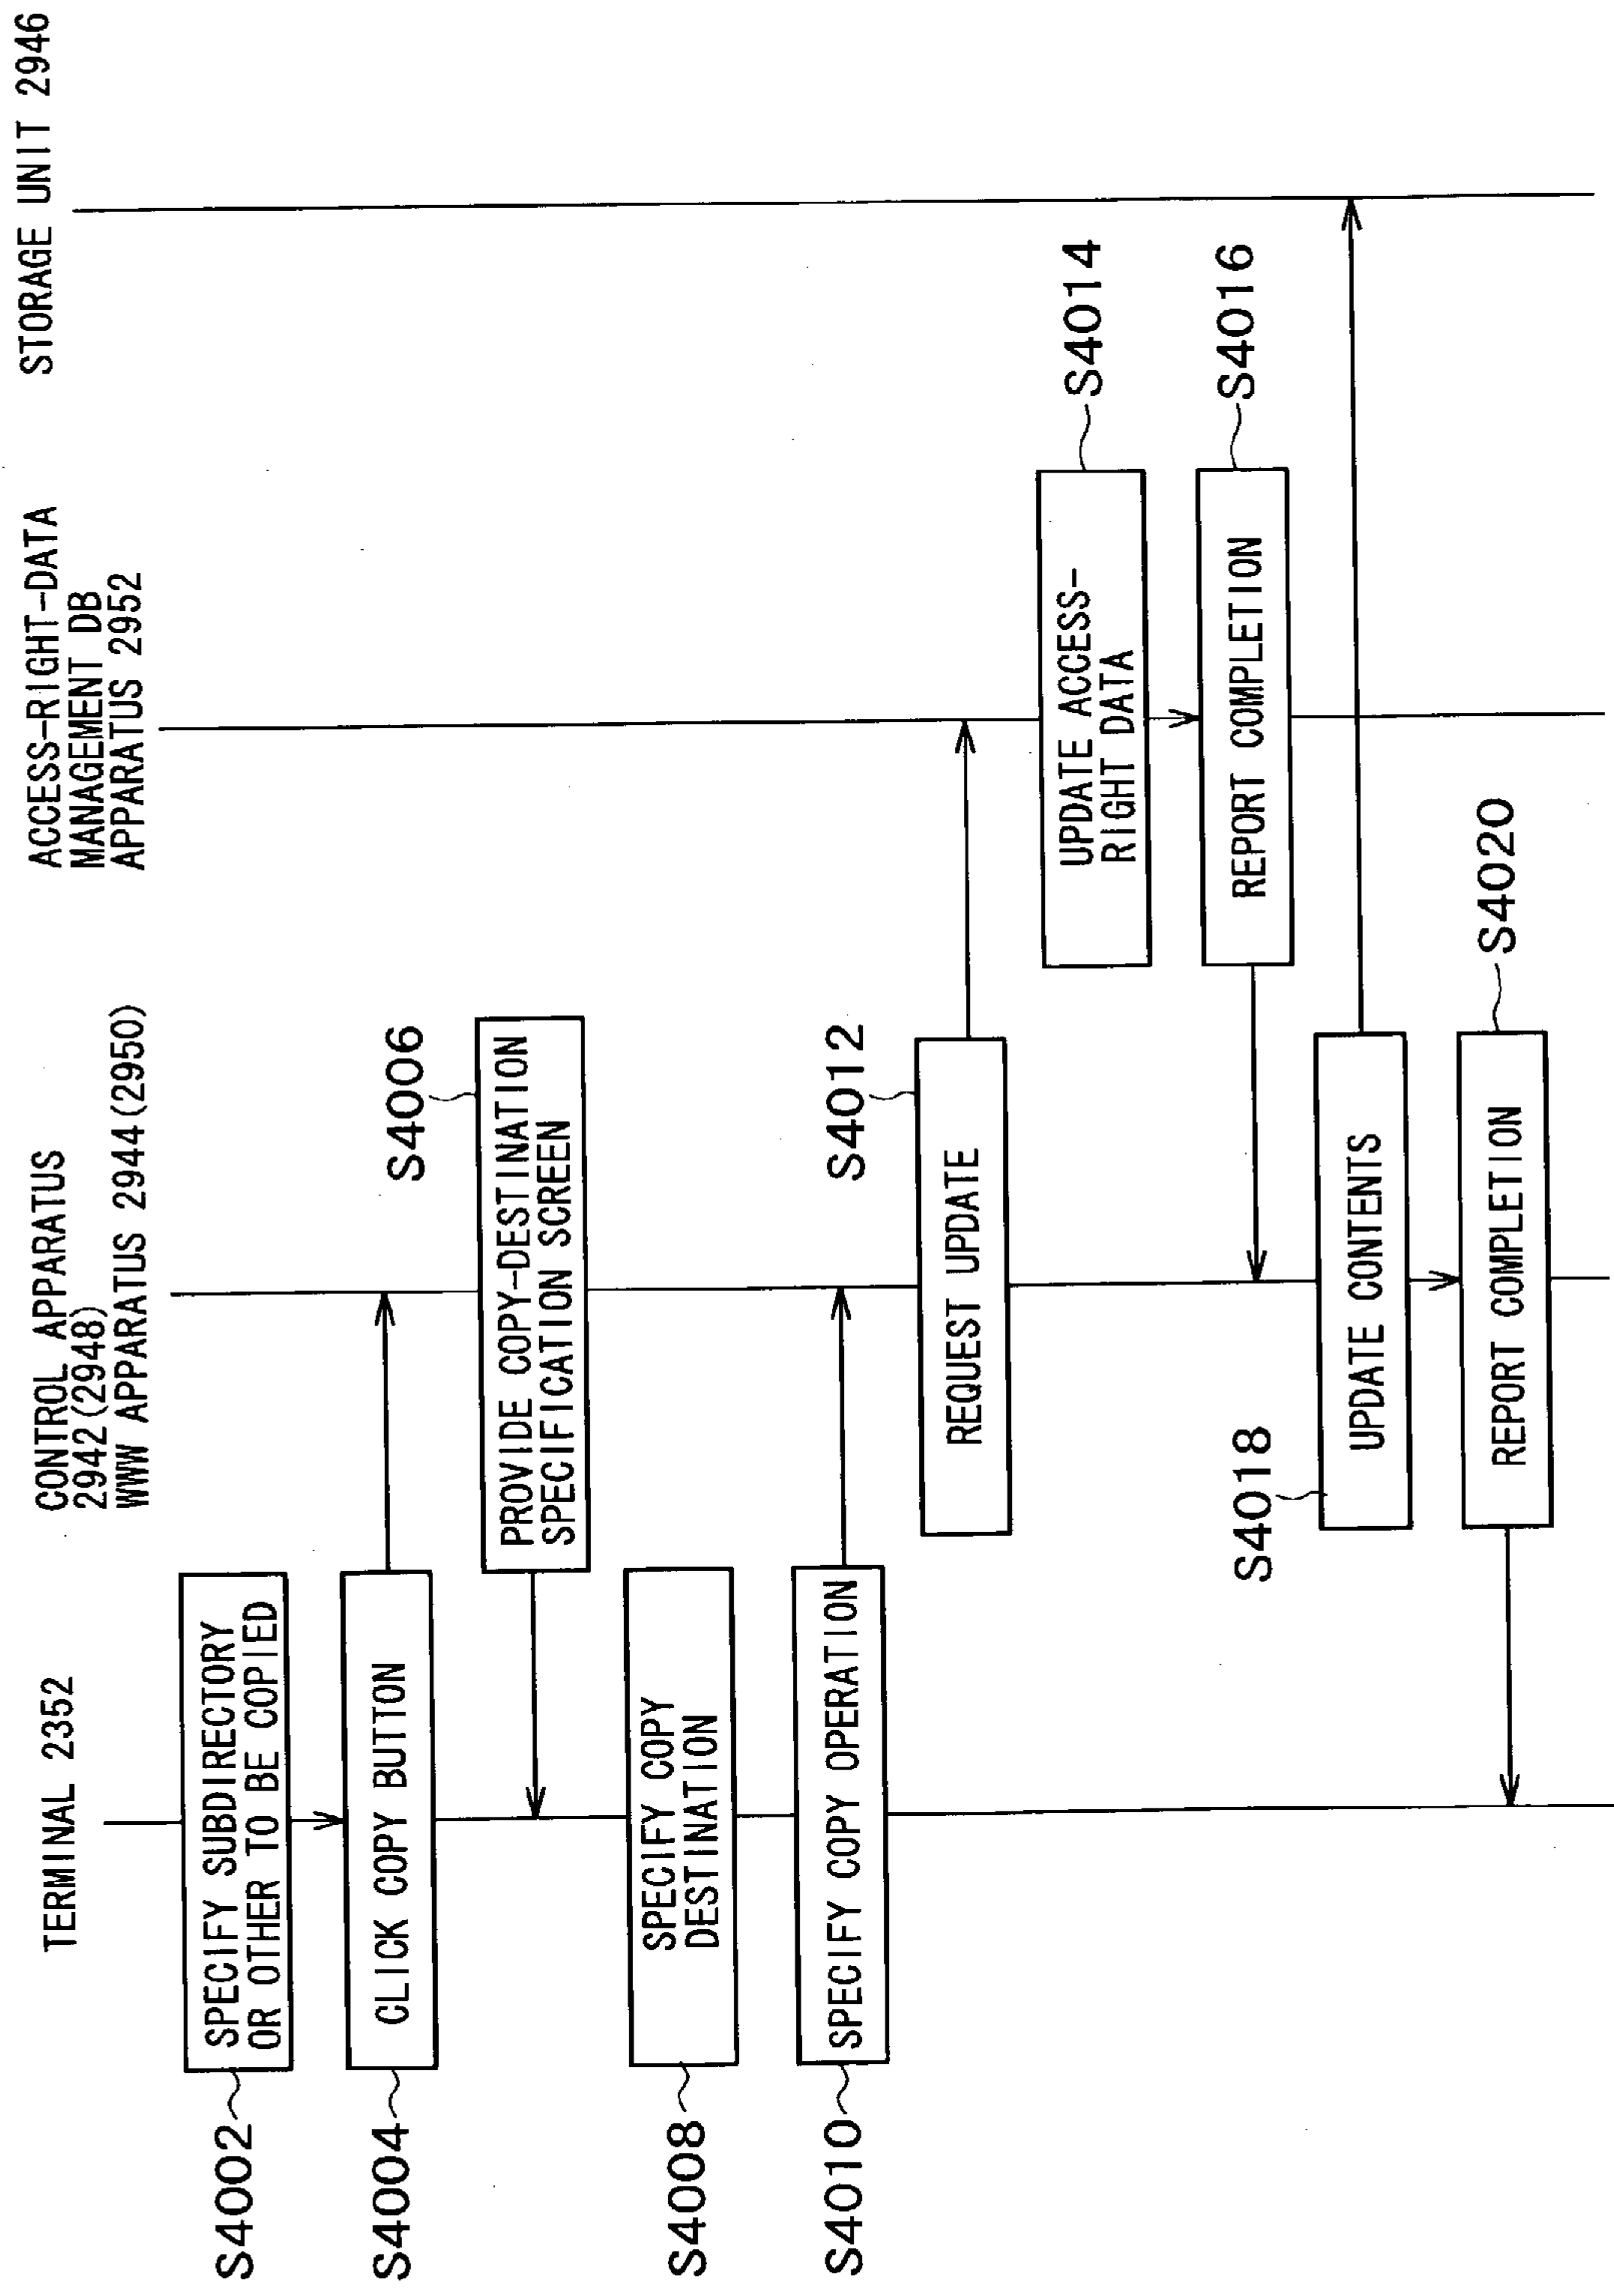 TERMINAL 2352
CONTROL APPARATUS
2942(2948)
WWW APPARATUS 2944(2950)
ACCESS-RIGHT-DATA
MANAGEMENT DB
APPARATUS 2952
STORAGE UNIT 2946
S4002
SPECIFY SUBDIRECTORY
OR OTHER TO BE COPIED
S4004
CLICK COPY BUTTON
S4006
PROVIDE COPY-DESTINATION
SPECIFICATION SCREEN
S4008
SPECIFY COPY
DESTINATION
S4010
SPECIFY COPY OPERATION
S4012
REQUEST UPDATE
UPDATE ACCESS-
RIGHT DATA
S4014
REPORT COMPLETION
S4016
S4018
UPDATE CONTENTS
REPORT COMPLETION
S4020